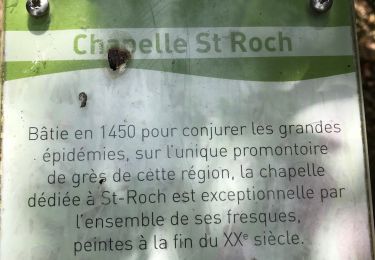 Chapelle St Roch
Bâtie en 1450 pour conjurer les grandes
épidémies, sur l'unique promontoire
de grès de cette région, la chapelle
dédiée à St-Roch est exceptionnelle par
l'ensemble de ses fresques,
peintes à la fin du XXe siècle.